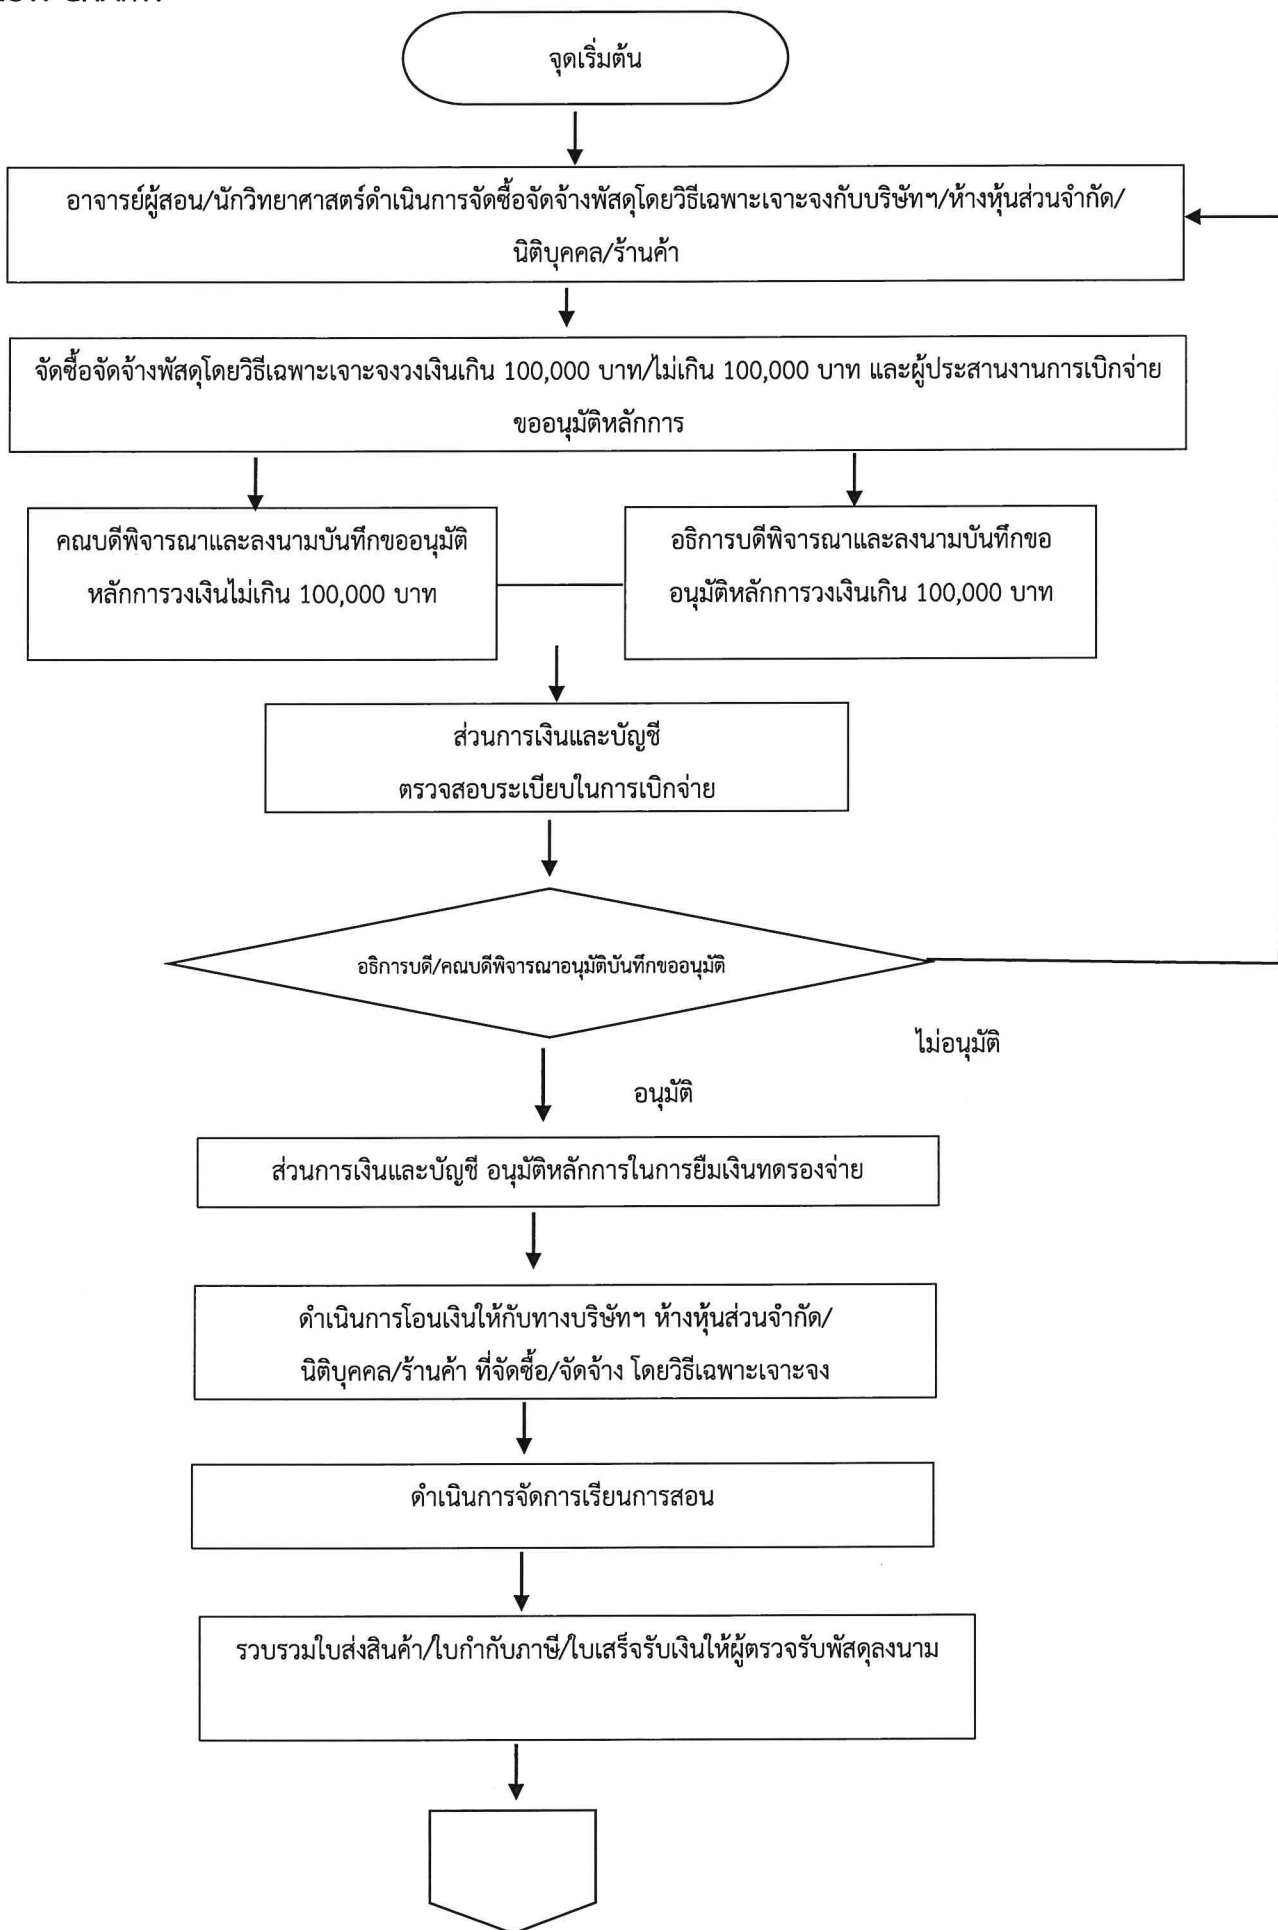 จุดเริ่มต้น
อาจารย์ผู้สอน/นักวิทยาศาสตร์ดำเนินการจัดซื้อจัดจ้างพัสดุโดยวิธีเฉพาะเจาะจงกับบริษัทฯ/ห้างหุ้นส่วนจำกัด/
นิติบุคคล/ร้านค้า
จัดซื้อจัดจ้างพัสดุโดยวิธีเฉพาะเจาะจงวงเงินเกิน 100,000 บาท/ไม่เกิน 100,000 บาท และผู้ประสานงานการเบิกจ่าย
ขออนุมัติหลักการ
คณบดีพิจารณาและลงนามบันทึกขออนุมัติ
หลักการวงเงินไม่เกิน 100,000 บาท
อธิการบดีพิจารณาและลงนามบันทึกขอ
อนุมัติหลักการวงเงินเกิน 100,000 บาท
ส่วนการเงินและบัญชี
ตรวจสอบระเบียบในการเบิกจ่าย
อธิการบดี/คณบดีพิจารณาอนุมัติบันทึกขออนุมัติ
ไม่อนุมัติ
อนุมัติ
ส่วนการเงินและบัญชี อนุมัติหลักการในการยืมเงินทดรองจ่าย
ดำเนินการโอนเงินให้กับทางบริษัทฯ ห้างหุ้นส่วนจำกัด/
นิติบุคคล/ร้านค้า ที่จัดซื้อ/จัดจ้าง โดยวิธีเฉพาะเจาะจง
ดำเนินการจัดการเรียนการสอน
รวบรวมใบส่งสินค้า/ใบกำกับภาษี/ใบเสร็จรับเงินให้ผู้ตรวจรับพัสดุลงนาม